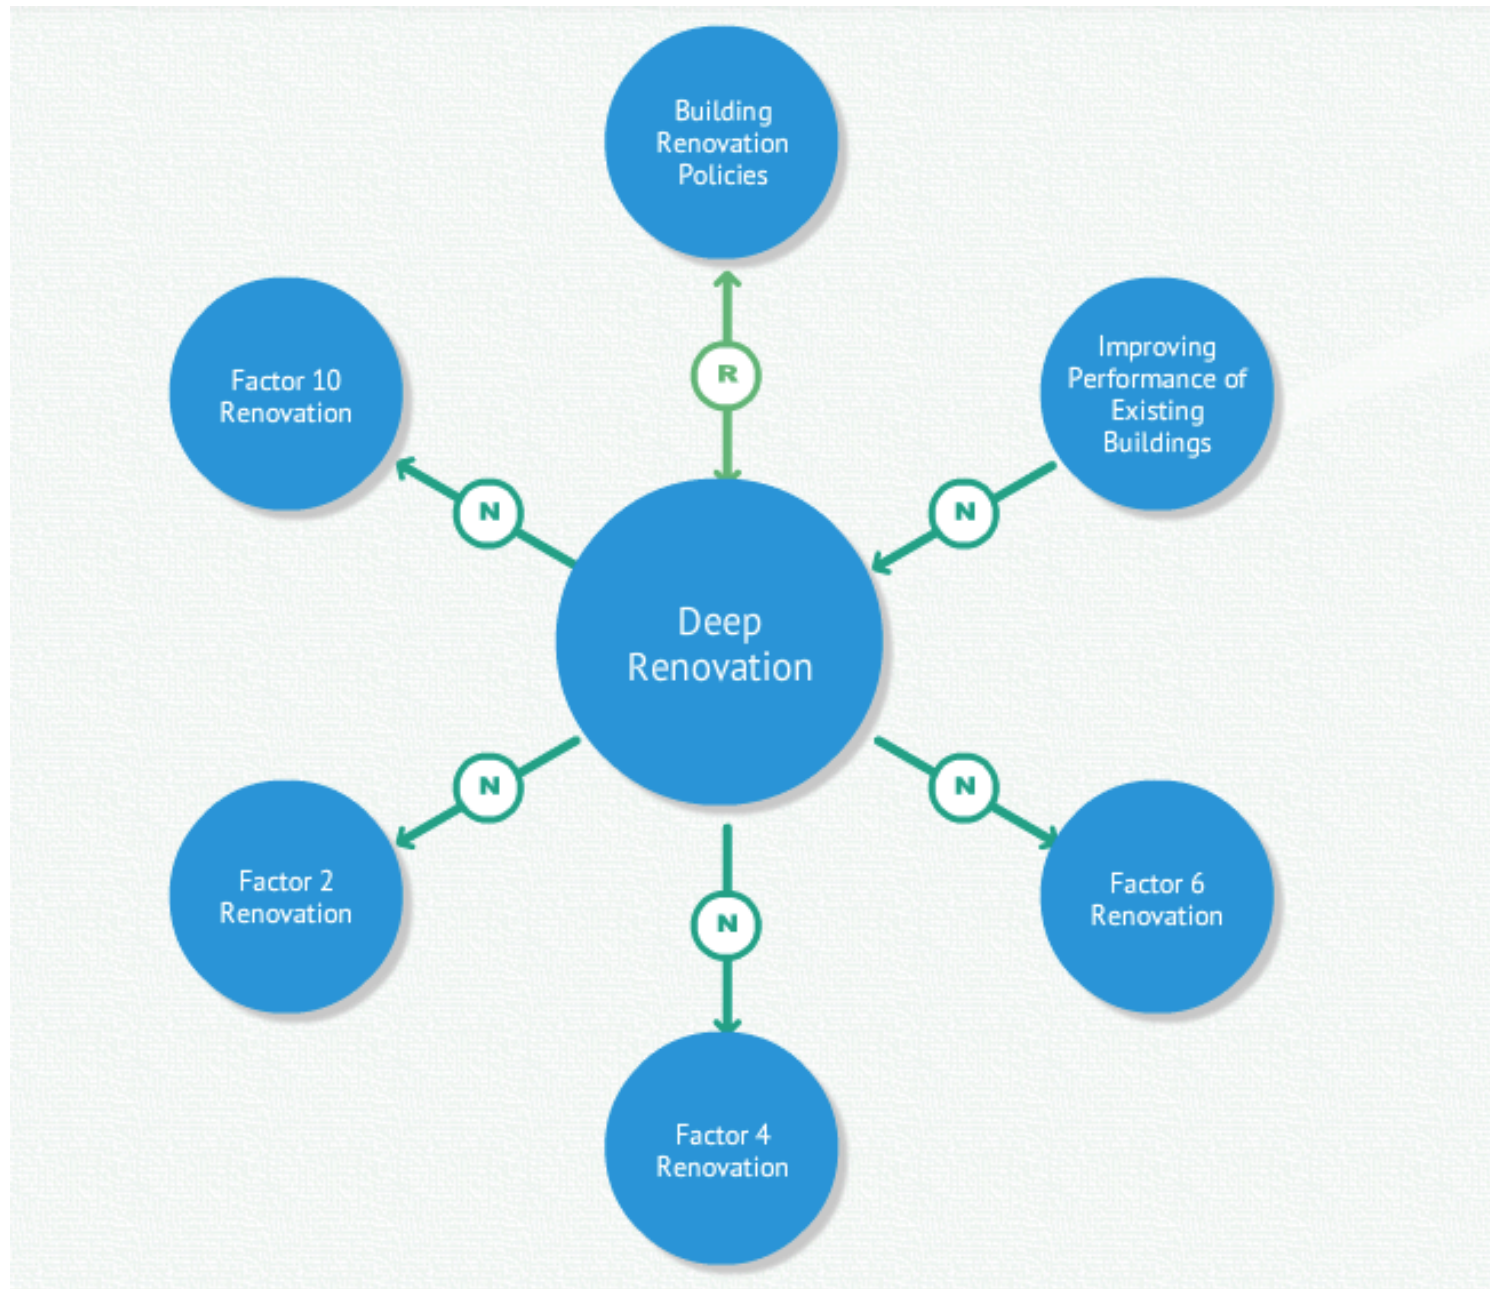 Building
Renovation
Policies
Factor 10
Renovation
Improving
Performance of
Existing
Buildings
R
N
N
Deep
Renovation
N
N
Factor 2
Renovation
Factor 6
Renovation
N
Factor 4
Renovation